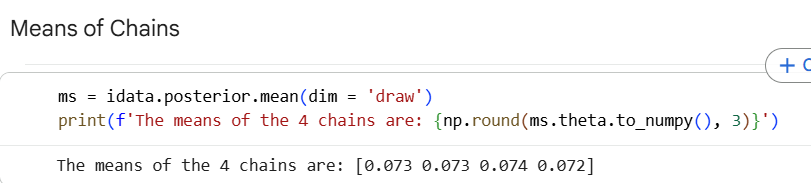 Means of Chains
+ C
ms = idata.posterior.mean(dim = 'draw')
print(f'The means of the 4 chains are: {np.round(ms.theta.to_numpy(), 3)}')
The means of the 4 chains are: [0.073 0.073 0.074 0.072]